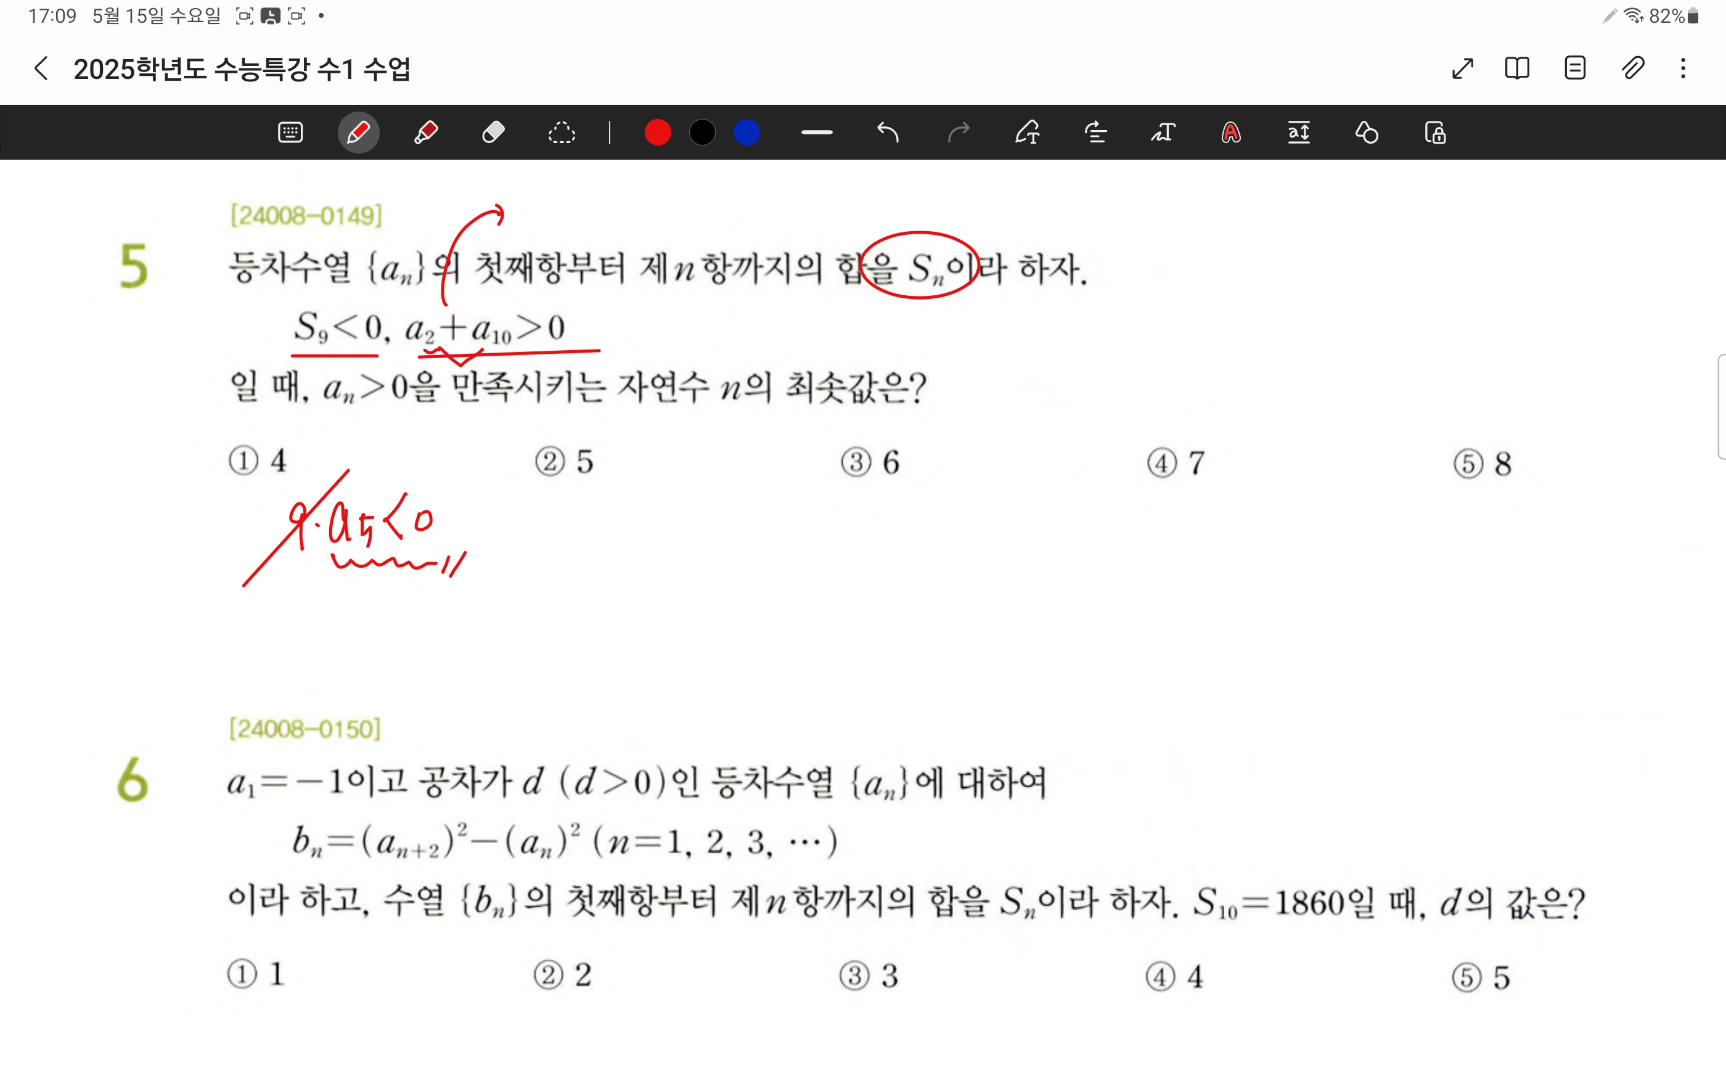 17:09 5월 15일 수요일
82%
2025학년도 수능특강 수1 수업
[24008-0149]
5 등차수열 {aₙ}의 첫째항부터 제n항까지의 합을 Sₙ이라 하자.
S₉<0, a₂+a₁₀>0
일 때, aₙ>0을 만족시키는 자연수 n의 최솟값은?
① 4 ② 5 ③ 6 ④ 7 ⑤ 8
9·a₅<0
[24008-0150]
6 a₁=-1이고 공차가 d (d>0)인 등차수열 {aₙ}에 대하여
bₙ=(aₙ₊₂)²-(aₙ)² (n=1, 2, 3, ⋯)
이라 하고, 수열 {bₙ}의 첫째항부터 제n항까지의 합을 Sₙ이라 하자. S₁₀=1860일 때, d의 값은?
① 1 ② 2 ③ 3 ④ 4 ⑤ 5